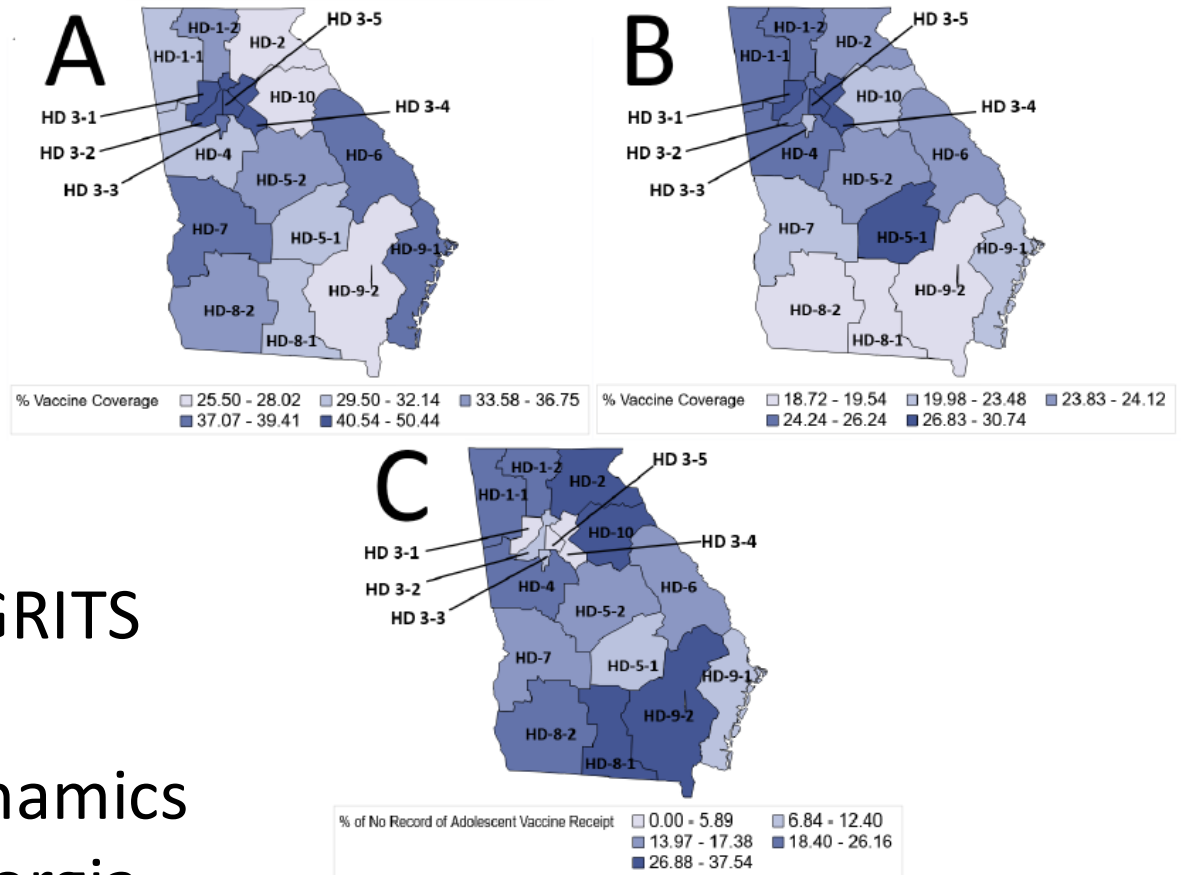 A
HD-1-2
HD 3-5
HD-2
HD-1-1
HD-10
HD 3-4
HD 3-1
HD 3-2
HD-4
HD-6
HD-5-2
HD 3-3
HD-7
HD-5-1
HD-9-1
HD-9-2
HD-8-2
HD-8-1
% Vaccine Coverage 25.50 - 28.02 29.50 - 32.14 33.58 - 36.75
37.07 - 39.41 40.54 - 50.44
B
HD-1-2
HD 3-5
HD-2
HD-1-1
HD-10
HD 3-4
HD 3-1
HD 3-2
HD-4
HD-6
HD-5-2
HD 3-3
HD-7
HD-5-1
HD-9-1
HD-9-2
HD-8-2
HD-8-1
% Vaccine Coverage 18.72 - 19.54 19.98 - 23.48 23.83 - 24.12
24.24 - 26.24 26.83 - 30.74
C
HD-1-2
HD 3-5
HD-2
HD-1-1
HD-10
HD 3-4
HD 3-1
HD 3-2
HD-4
HD-6
HD-5-2
HD 3-3
HD-7
HD-5-1
HD-9-1
HD-9-2
HD-8-2
HD-8-1
% of No Record of Adolescent Vaccine Receipt 0.00 - 5.89 6.84 - 12.40
13.97 - 17.38 18.40 - 26.16
26.88 - 37.54
GRITS
namics